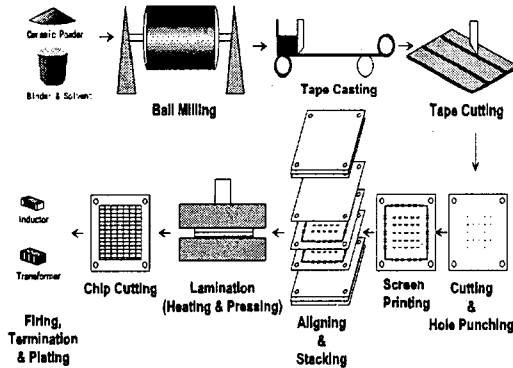 Ceramic Powder
Binder & Solvent
Ball Milling
Tape Casting
Tape Cutting
Inductor
Transformer
Firing,
Termination
& Plating
Chip Cutting
Lamination
(Heating & Pressing)
Aligning
&
Stacking
Screen
Printing
Cutting
&
Hole Punching